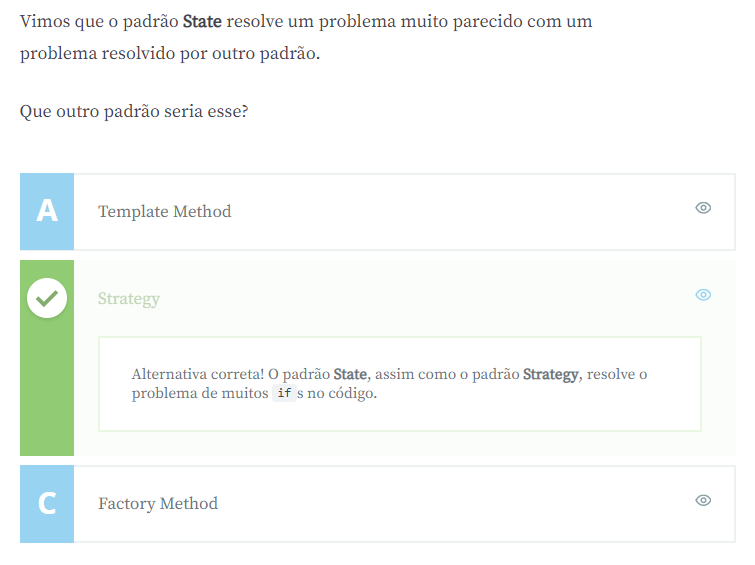 Vimos que o padrão State resolve um problema muito parecido com um
problema resolvido por outro padrão.
Que outro padrão seria esse?
A
Template Method
Strategy
Alternativa correta! O padrão State, assim como o padrão Strategy, resolve o
problema de muitos ifs no código.
C
Factory Method